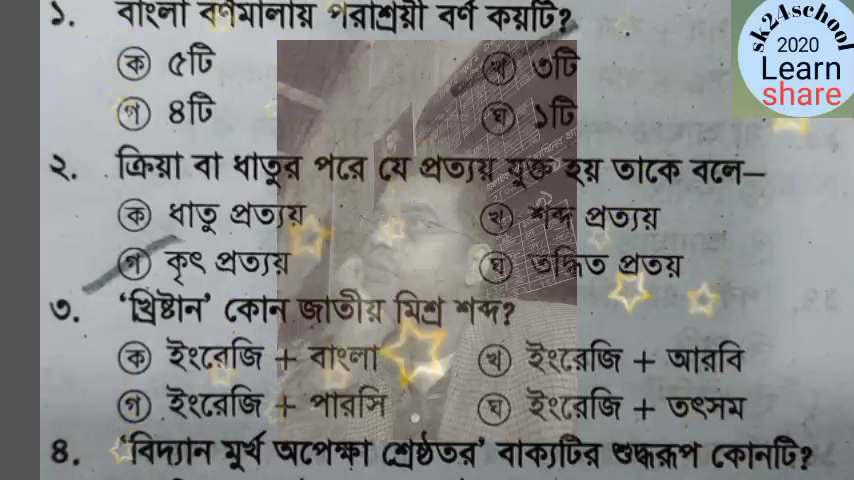 ১. বাংলা বর্ণমালায় পরাশ্রয়ী বর্ণ কয়টি?
ক ৫টি খ ৩টি
গ ৪টি ঘ ১টি
২. ক্রিয়া বা ধাতুর পরে যে প্রত্যয় যুক্ত হয় তাকে বলে—
ক ধাতু প্রত্যয় খ শব্দ প্রত্যয়
গ কৃৎ প্রত্যয় ঘ তদ্ধিত প্রতয়
৩. ‘খ্রিষ্টান’ কোন জাতীয় মিশ্র শব্দ?
ক ইংরেজি + বাংলা খ ইংরেজি + আরবি
গ ইংরেজি + পারসি ঘ ইংরেজি + তৎসম
৪. ‘বিদ্যান মূর্খ অপেক্ষা শ্রেষ্ঠতর’ বাক্যটির শুদ্ধরূপ কোনটি?
sk24school
2020
Learn
share